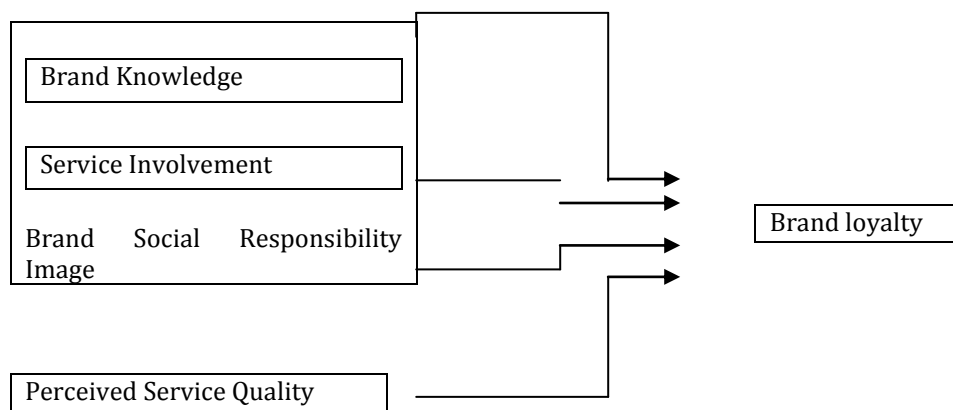 Brand Knowledge
Service Involvement
Brand Social Responsibility
Image
Brand loyalty
Perceived Service Quality